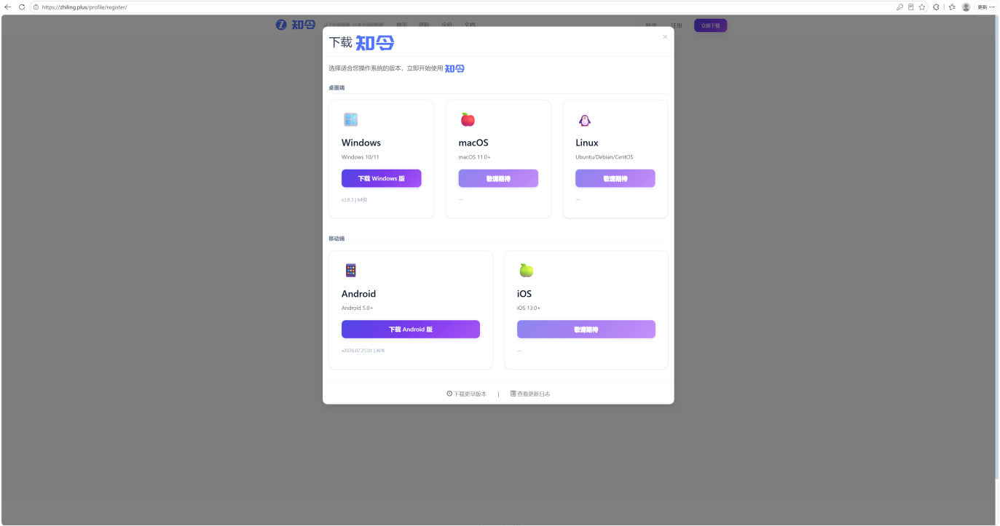 https://zhiling.plus/profile/register/
更新
知令
首页 团队 定价 文档
注册
立即下载
下载 知令
×
选择适合您操作系统的版本，立即开始使用 知令
桌面端
Windows
Windows 10/11
下载 Windows 版
v3.8.3 | 64位
macOS
macOS 11.0+
敬请期待
—
Linux
Ubuntu/Debian/CentOS
敬请期待
—
移动端
Android
Android 5.0+
下载 Android 版
v2026.07.25.01 | APK
iOS
iOS 13.0+
敬请期待
—
下载更早版本 | 查看更新日志